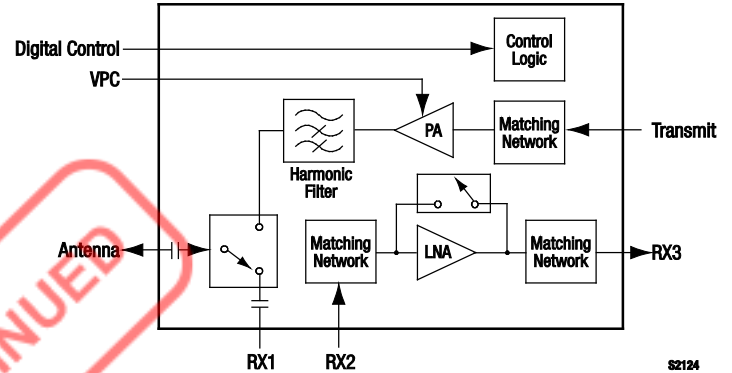 Digital Control
VPC
Control
Logic
PA
Matching
Network
Transmit
Harmonic
Filter
Antenna
Matching
Network
LNA
Matching
Network
RX3
RX1
RX2
S2124
NUED